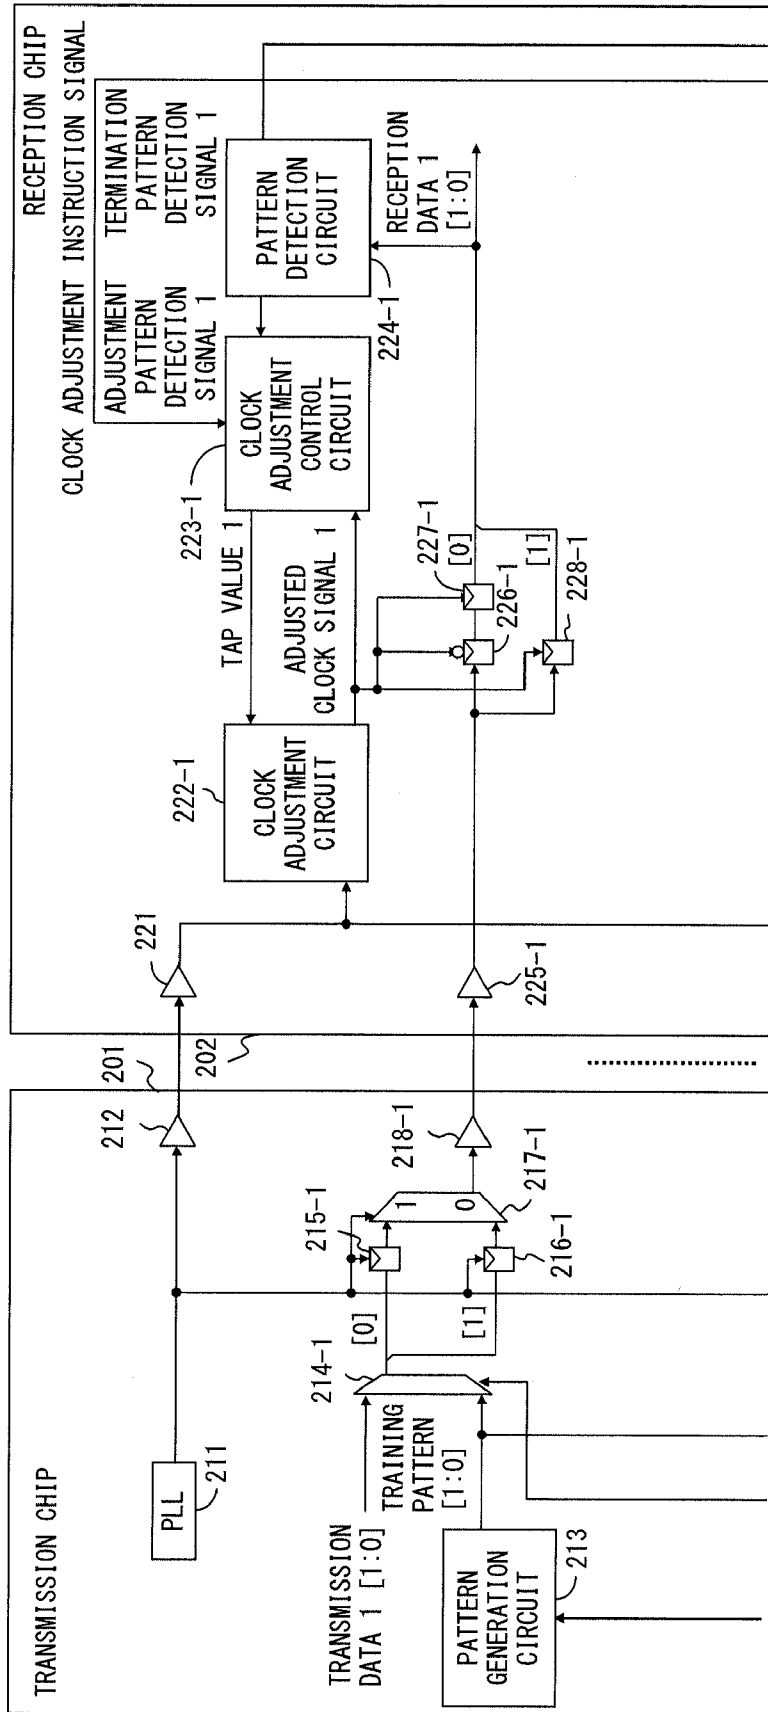 TRANSMISSION CHIP
PLL
211
212
201
202
TRANSMISSION
DATA 1 [1:0]
TRAINING
PATTERN
[1:0]
PATTERN
GENERATION
CIRCUIT
213
214-1
[0]
[1]
215-1
216-1
1
0
217-1
218-1
RECEPTION CHIP
CLOCK ADJUSTMENT INSTRUCTION SIGNAL
221
222-1
CLOCK
ADJUSTMENT
CIRCUIT
TAP VALUE 1
ADJUSTED
CLOCK SIGNAL 1
223-1
CLOCK
ADJUSTMENT
CONTROL
CIRCUIT
ADJUSTMENT
PATTERN
DETECTION
SIGNAL 1
TERMINATION
PATTERN
DETECTION
SIGNAL 1
PATTERN
DETECTION
CIRCUIT
224-1
RECEPTION
DATA 1
[1:0]
225-1
227-1
[0]
226-1
[1]
228-1